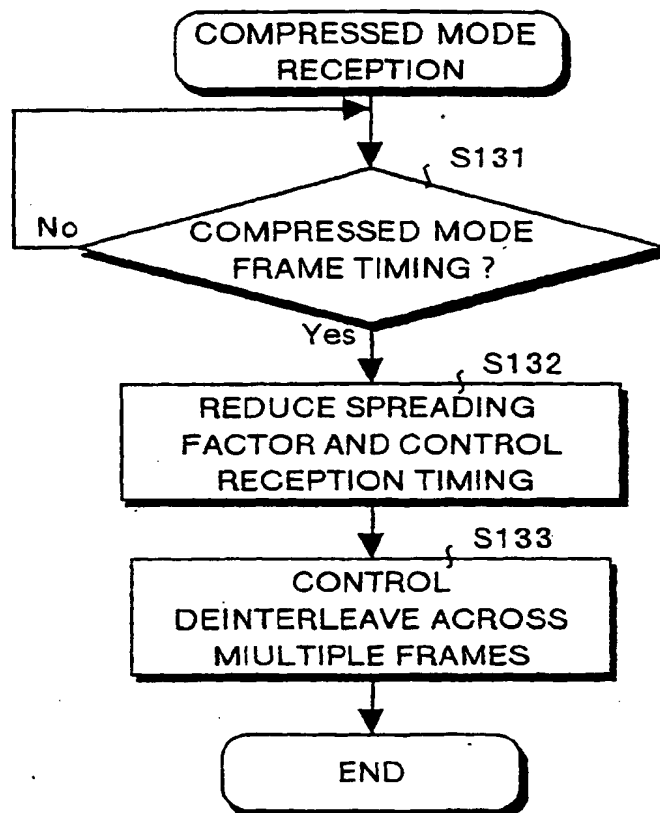 COMPRESSED MODE
RECEPTION
S131
No
COMPRESSED MODE
FRAME TIMING ?
Yes
S132
REDUCE SPREADING
FACTOR AND CONTROL
RECEPTION TIMING
S133
CONTROL
DEINTERLEAVE ACROSS
MIULTIPLE FRAMES
END